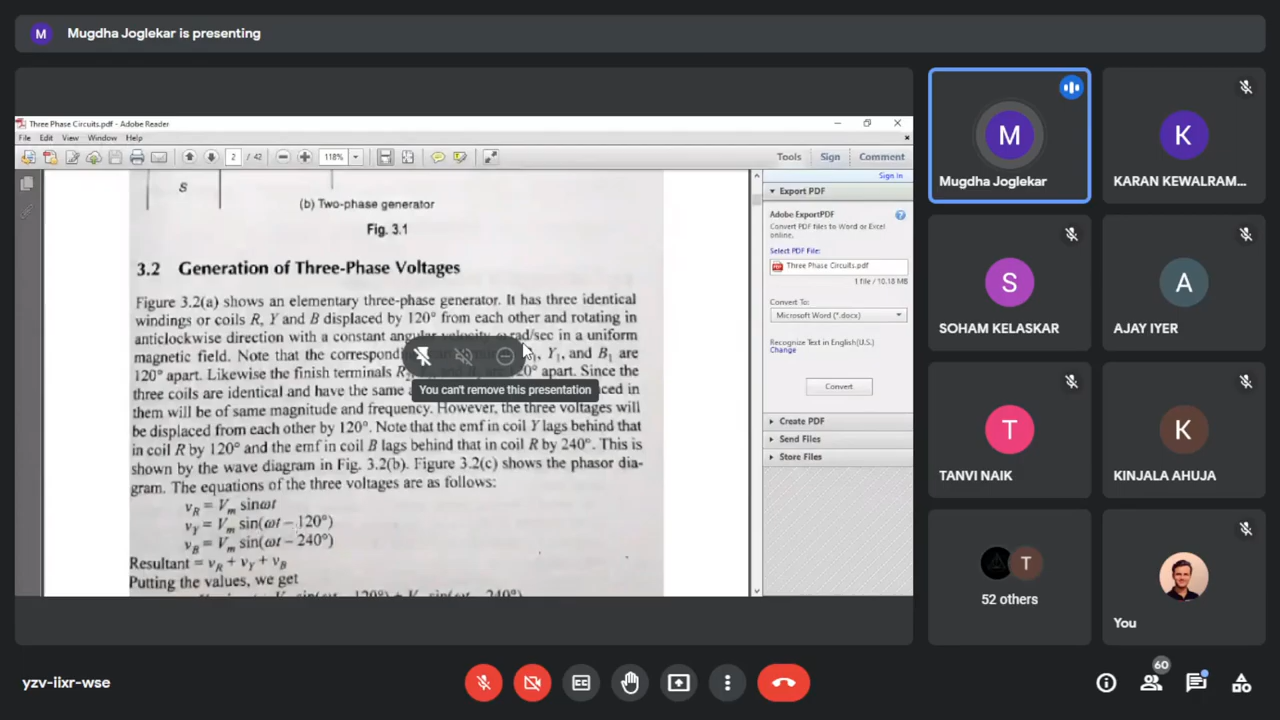 M Mugdha Joglekar is presenting
Three Phase Circuits.pdf - Adobe Reader
File Edit View Window Help
2 / 42 118% Tools Sign Comment
S
(b) Two-phase generator
Fig. 3.1
3.2 Generation of Three-Phase Voltages
Figure 3.2(a) shows an elementary three-phase generator. It has three identical
windings or coils R, Y and B displaced by 120° from each other and rotating in
anticlockwise direction with a constant angular velocity ω rad/sec in a uniform
magnetic field. Note that the correspondi , Y₁, and B₁ are
120° apart. Likewise the finish terminals R 120° apart. Since the
three coils are identical and have the same a ced in
them will be of same magnitude and frequency. However, the three voltages will
be displaced from each other by 120°. Note that the emf in coil Y lags behind that
in coil R by 120° and the emf in coil B lags behind that in coil R by 240°. This is
shown by the wave diagram in Fig. 3.2(b). Figure 3.2(c) shows the phasor dia-
gram. The equations of the three voltages are as follows:
v_R = V_m sinωt
v_Y = V_m sin(ωt – 120°)
v_B = V_m sin(ωt – 240°)
Resultant = v_R + v_Y + v_B
Putting the values, we get
You can't remove this presentation
Sign In
Export PDF
Adobe ExportPDF
Convert PDF files to Word or Excel
online.
Select PDF File:
Three Phase Circuits.pdf
1 file / 10.18 MB
Convert To:
Microsoft Word (*.docx)
Recognize Text in English(U.S.)
Change
Convert
Create PDF
Send Files
Store Files
M
Mugdha Joglekar
K
KARAN KEWALRAM...
S
SOHAM KELASKAR
A
AJAY IYER
T
TANVI NAIK
K
KINJALA AHUJA
T
52 others
You
yzv-iixr-wse
CC
60